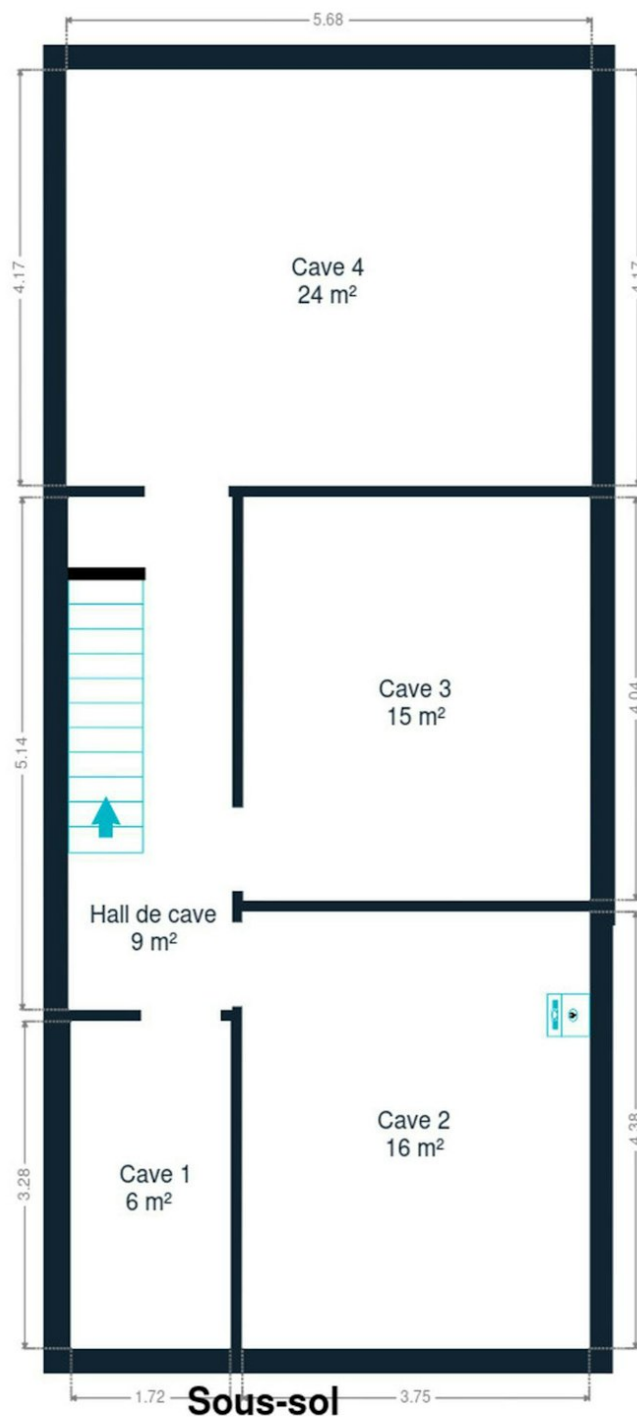 5.68
4.17
4.17
Cave 4
24 m²
5.14
4.04
Cave 3
15 m²
Hall de cave
9 m²
3.28
4.38
Cave 2
16 m²
Cave 1
6 m²
1.72
Sous-sol
3.75